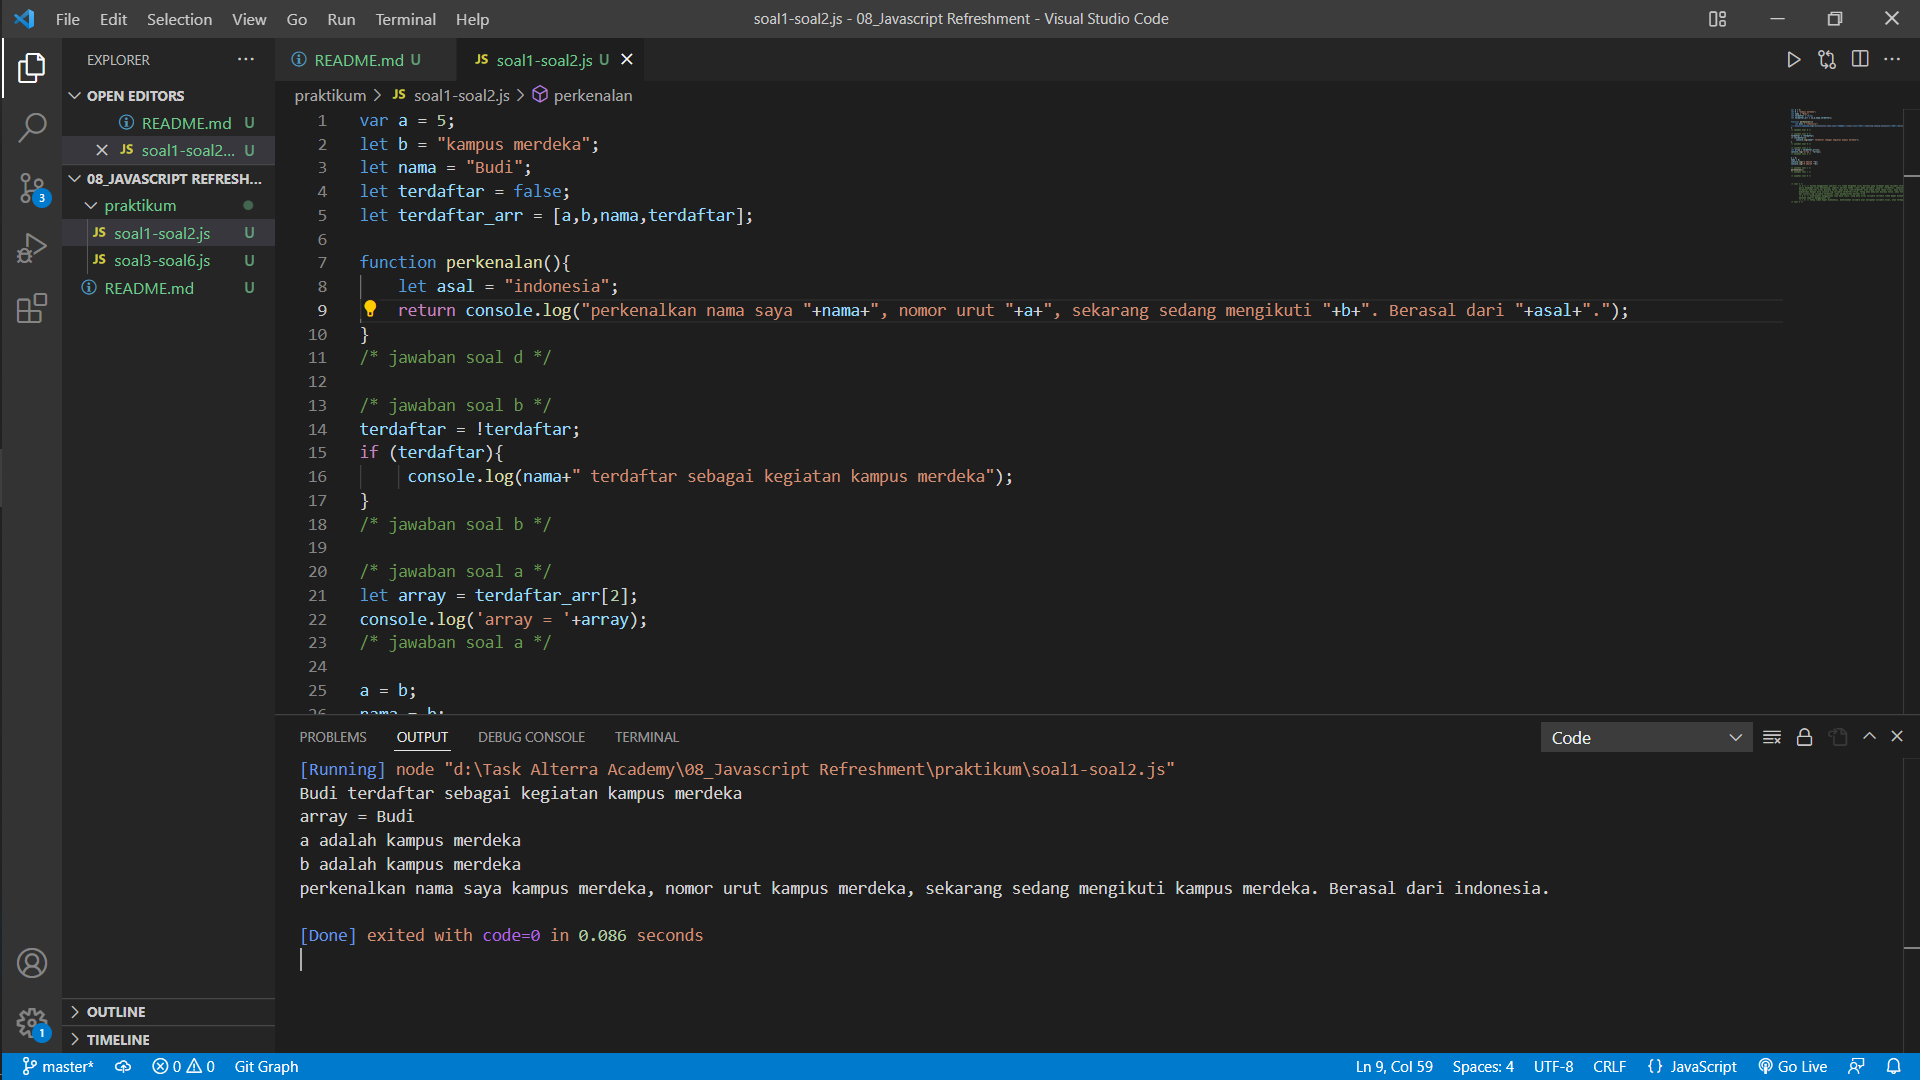 File Edit Selection View Go Run Terminal Help
soal1-soal2.js - 08_Javascript Refreshment - Visual Studio Code
EXPLORER
OPEN EDITORS
README.md U
soal1-soal2... U
08_JAVASCRIPT REFRESH...
praktikum
soal1-soal2.js U
soal3-soal6.js U
README.md U
OUTLINE
TIMELINE
3
1
README.md U
JS soal1-soal2.js U
praktikum > JS soal1-soal2.js > perkenalan
1 var a = 5;
2 let b = "kampus merdeka";
3 let nama = "Budi";
4 let terdaftar = false;
5 let terdaftar_arr = [a,b,nama,terdaftar];
6
7 function perkenalan(){
8 let asal = "indonesia";
9 return console.log("perkenalkan nama saya "+nama+", nomor urut "+a+", sekarang sedang mengikuti "+b+". Berasal dari "+asal+".");
10 }
11 /* jawaban soal d */
12
13 /* jawaban soal b */
14 terdaftar = !terdaftar;
15 if (terdaftar){
16 console.log(nama+" terdaftar sebagai kegiatan kampus merdeka");
17 }
18 /* jawaban soal b */
19
20 /* jawaban soal a */
21 let array = terdaftar_arr[2];
22 console.log('array = '+array);
23 /* jawaban soal a */
24
25 a = b;
26 nama = b;
PROBLEMS OUTPUT DEBUG CONSOLE TERMINAL
Code
[Running] node "d:\Task Alterra Academy\08_Javascript Refreshment\praktikum\soal1-soal2.js"
Budi terdaftar sebagai kegiatan kampus merdeka
array = Budi
a adalah kampus merdeka
b adalah kampus merdeka
perkenalkan nama saya kampus merdeka, nomor urut kampus merdeka, sekarang sedang mengikuti kampus merdeka. Berasal dari indonesia.
[Done] exited with code=0 in 0.086 seconds
master* 0 0 Git Graph
Ln 9, Col 59 Spaces: 4 UTF-8 CRLF {} JavaScript Go Live